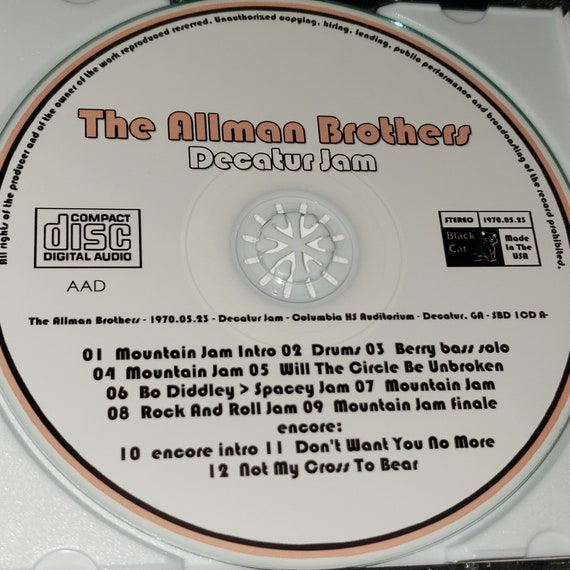 All rights of the producer and of the owner of the work reproduced reserved. Unauthorized copying, hiring, lending, public performance and broadcasting of the record prohibited.
The Allman Brothers
Decatur Jam
COMPACT
disc
DIGITAL AUDIO
AAD
STEREO 1970.05.23
Black Cat
Made In The USA
The Allman Brothers - 1970.05.23 - Decatur Jam - Columbia HS Auditorium - Decatur, GA - SBD 1CD A-
01 Mountain Jam Intro 02 Drums 03 Berry bass solo
04 Mountain Jam 05 Will The Circle Be Unbroken
06 Bo Diddley > Spacey Jam 07 Mountain Jam
08 Rock And Roll Jam 09 Mountain Jam finale
encore:
10 encore intro 11 Don't Want You No More
12 Not My Cross To Bear